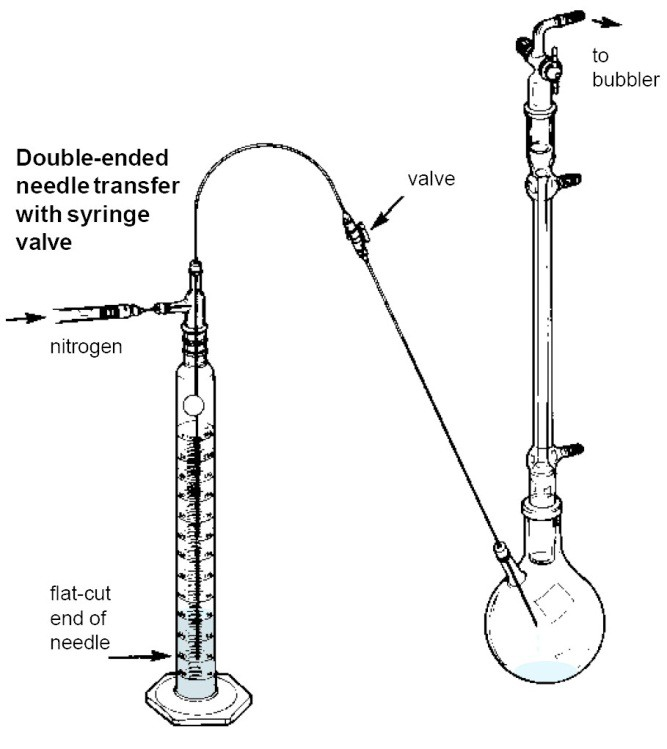 to
bubbler
Double-ended
needle transfer
with syringe
valve
valve
nitrogen
flat-cut
end of
needle